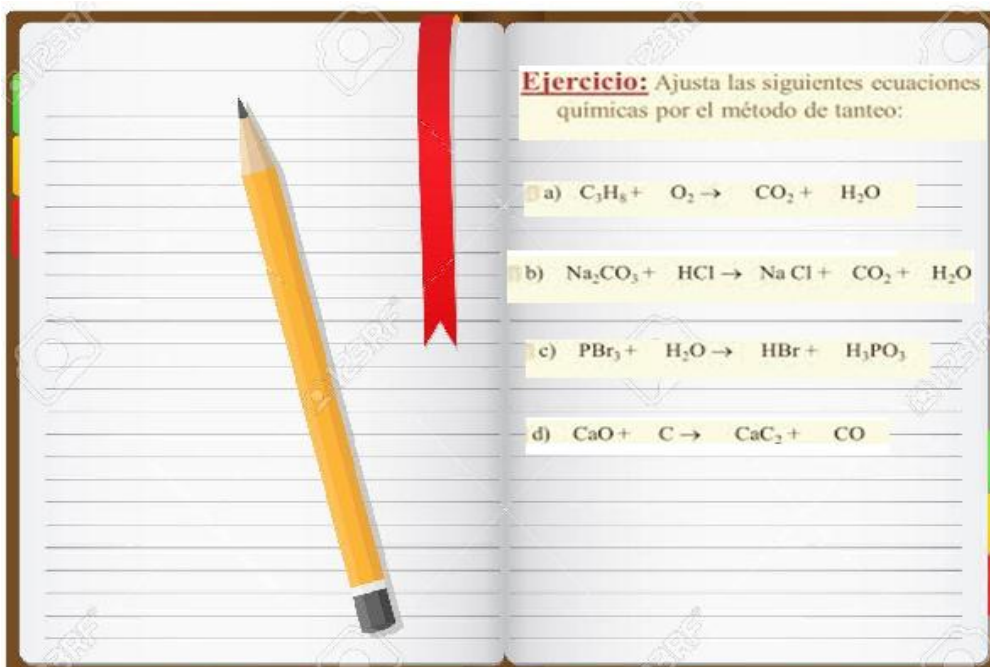 Ejercicio: Ajusta las siguientes ecuaciones
químicas por el método de tanteo:
a) C₃H₈ + O₂ → CO₂ + H₂O
b) Na₂CO₃ + HCl → Na Cl + CO₂ + H₂O
c) PBr₃ + H₂O → HBr + H₃PO₃
d) CaO + C → CaC₂ + CO